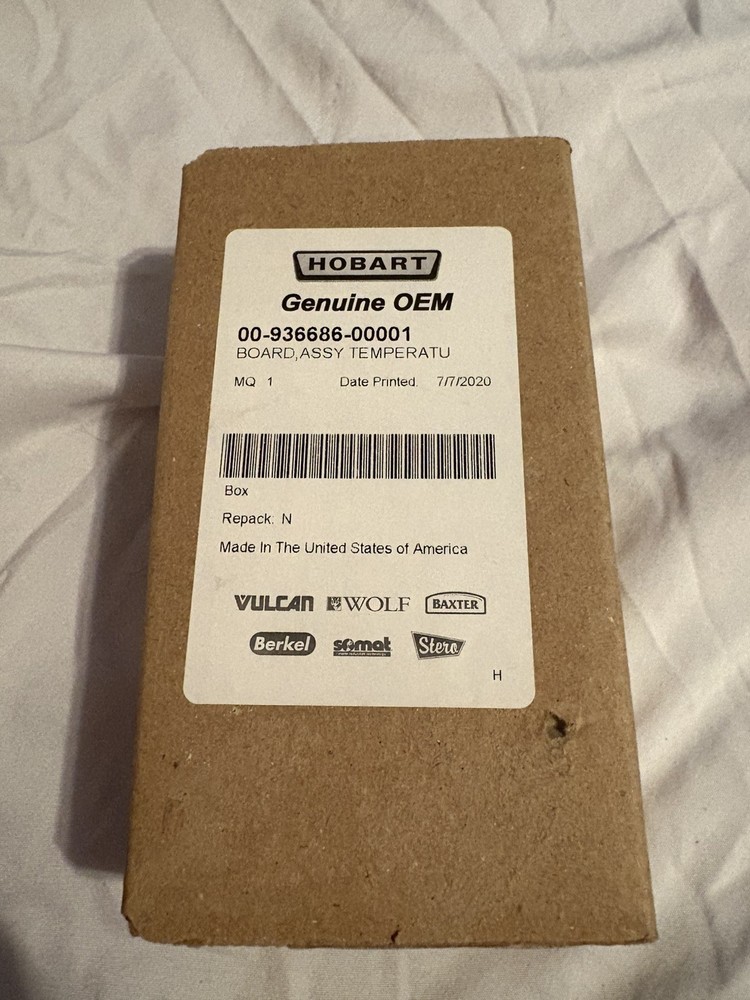 HOBART
Genuine OEM
00-936686-00001
BOARD,ASSY TEMPERATU
MQ 1 Date Printed. 7/7/2020
Box
Repack: N
Made In The United States of America
VULCAN WOLF BAXTER
Berkel somat Stero
H